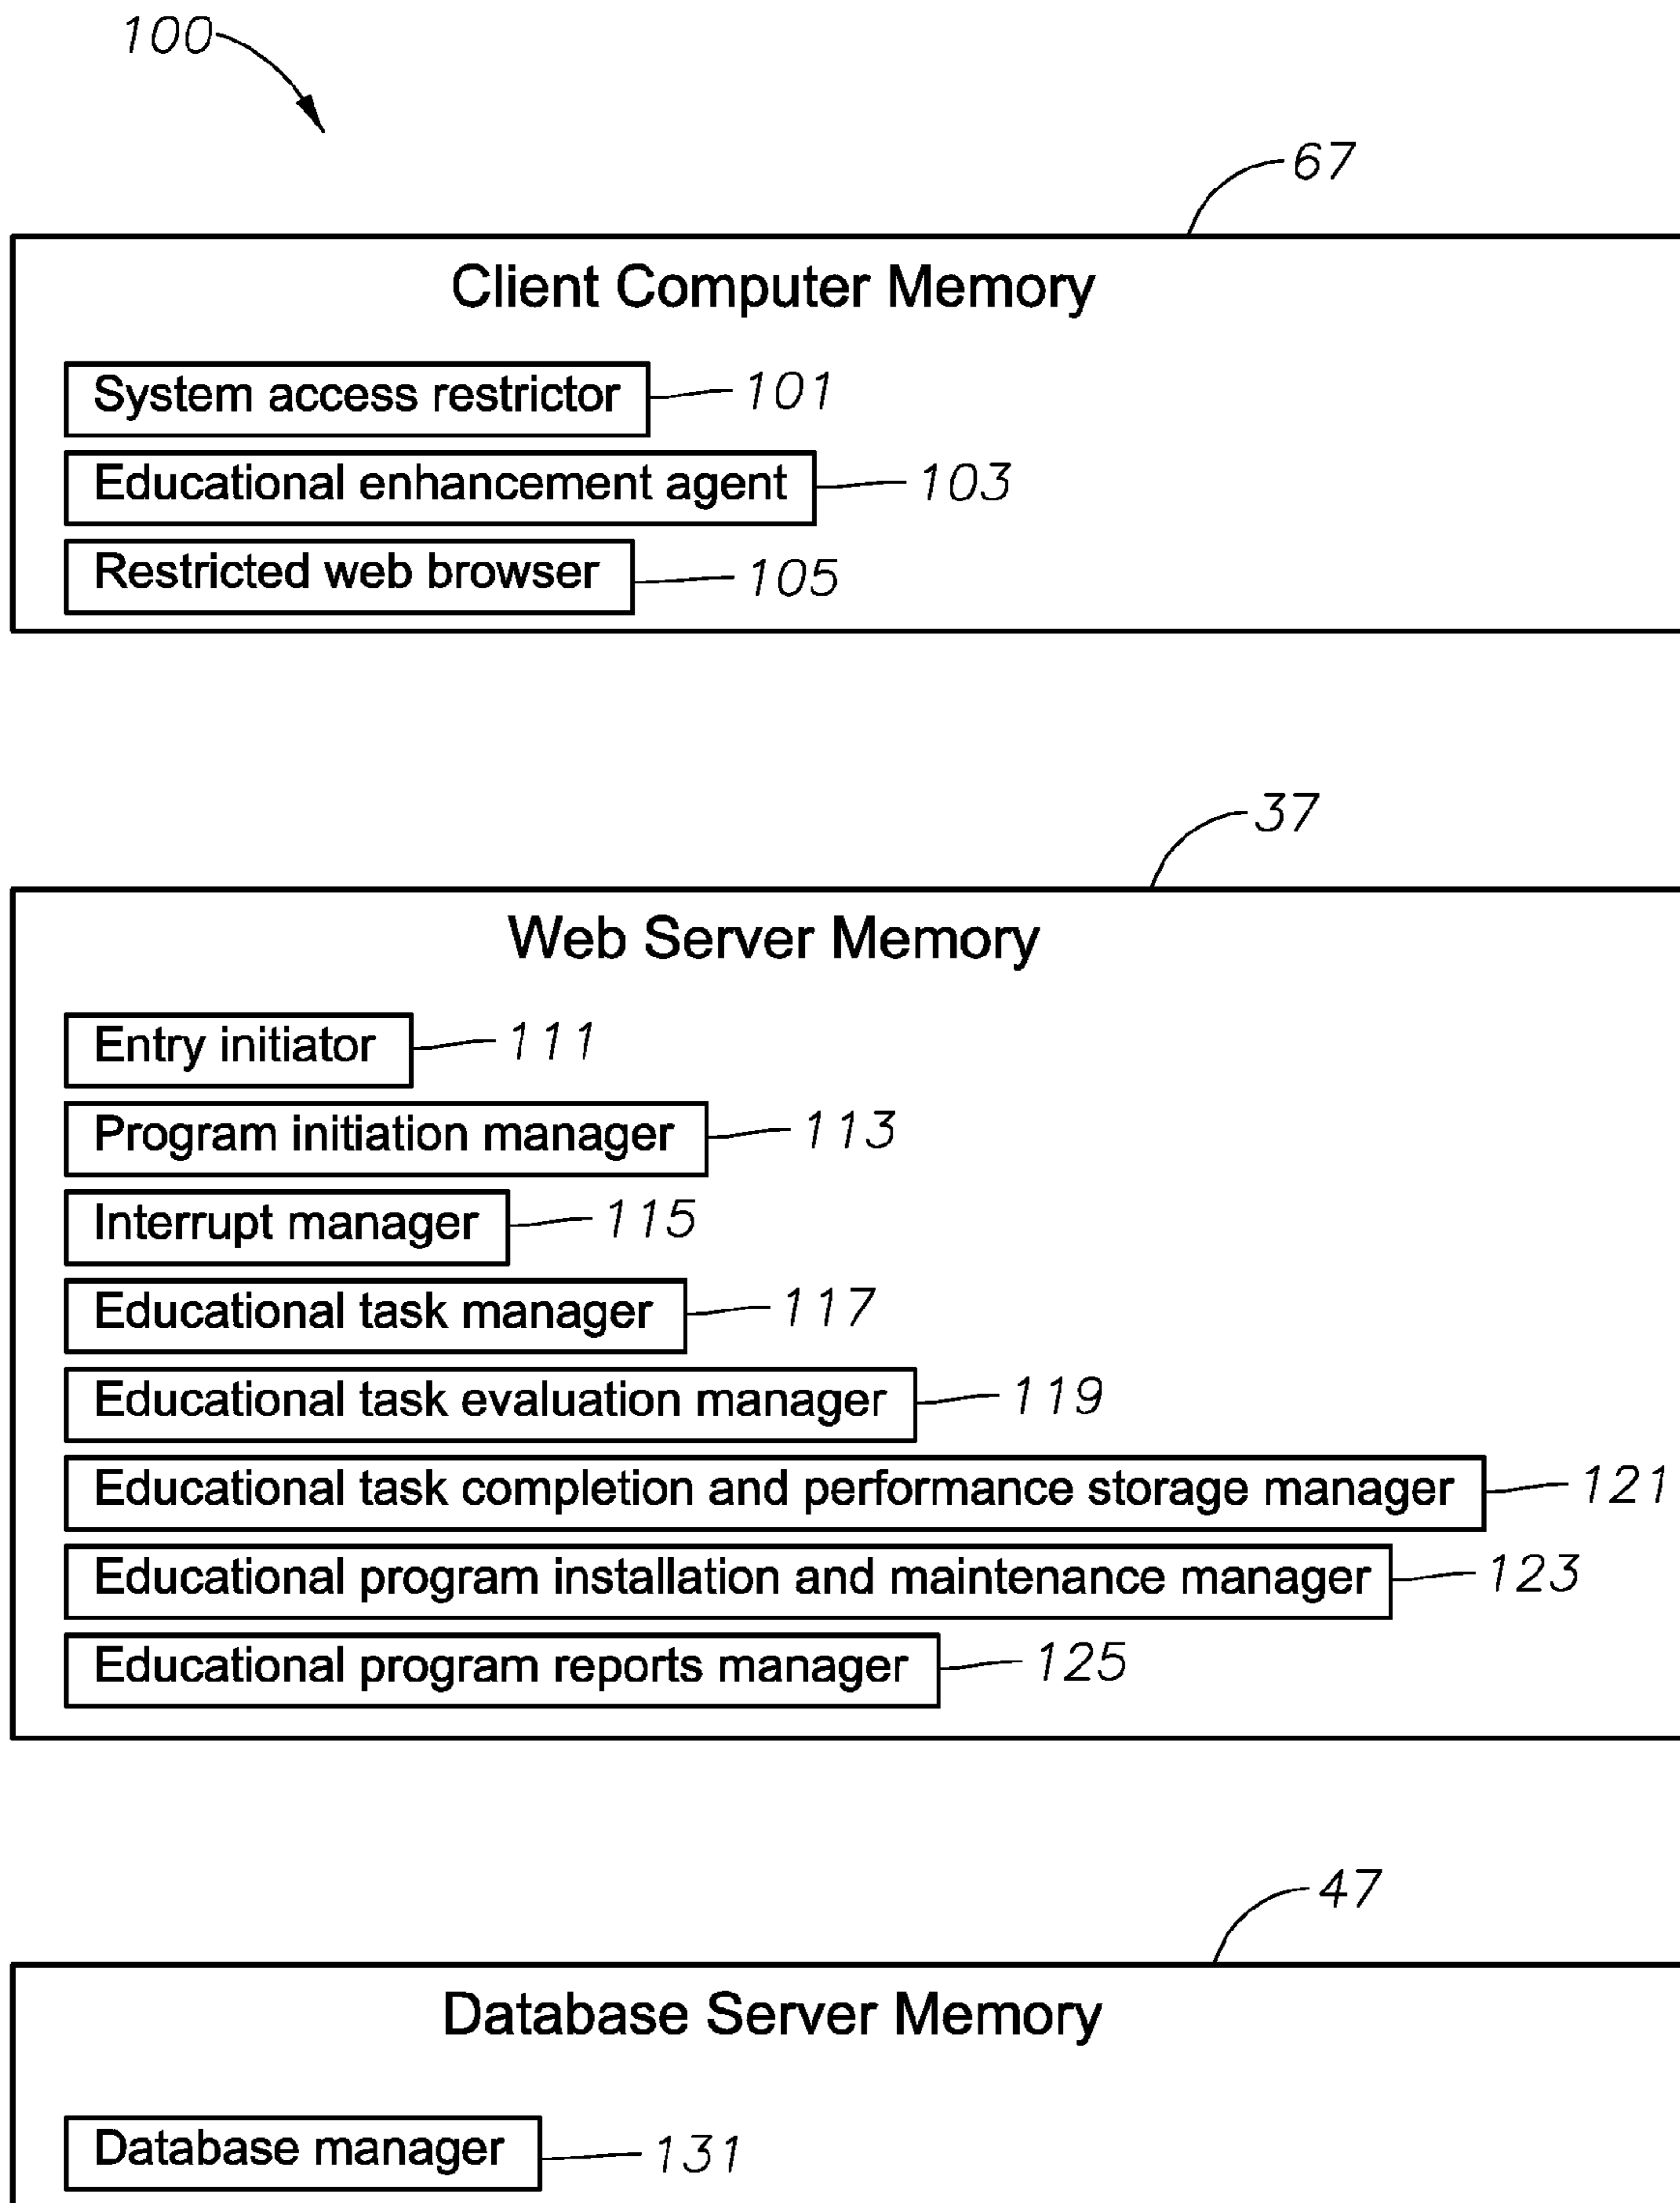 100
67
Client Computer Memory
System access restrictor 101
Educational enhancement agent 103
Restricted web browser 105
37
Web Server Memory
Entry initiator 111
Program initiation manager 113
Interrupt manager 115
Educational task manager 117
Educational task evaluation manager 119
Educational task completion and performance storage manager 121
Educational program installation and maintenance manager 123
Educational program reports manager 125
47
Database Server Memory
Database manager 131